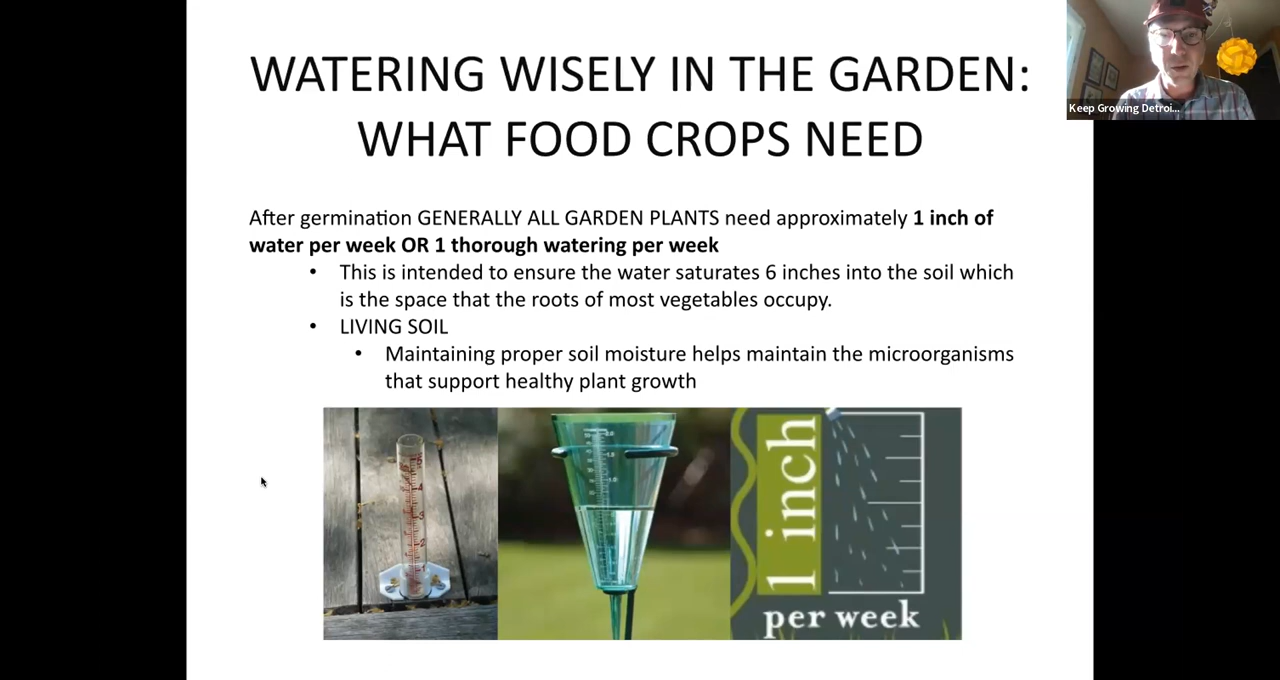 WATERING WISELY IN THE GARDEN:
WHAT FOOD CROPS NEED
Keep Growing Detroi...
After germination GENERALLY ALL GARDEN PLANTS need approximately 1 inch of
water per week OR 1 thorough watering per week
• This is intended to ensure the water saturates 6 inches into the soil which
is the space that the roots of most vegetables occupy.
• LIVING SOIL
• Maintaining proper soil moisture helps maintain the microorganisms
that support healthy plant growth
1 inch
per week